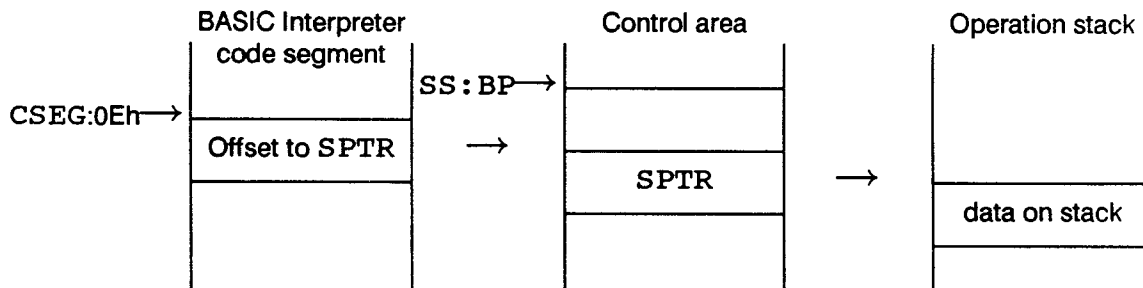 BASIC Interpreter
code segment
Control area
Operation stack
SS:BP
CSEG:0Eh
Offset to SPTR
SPTR
data on stack